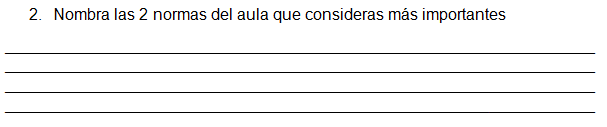 2. Nombra las 2 normas del aula que consideras más importantes